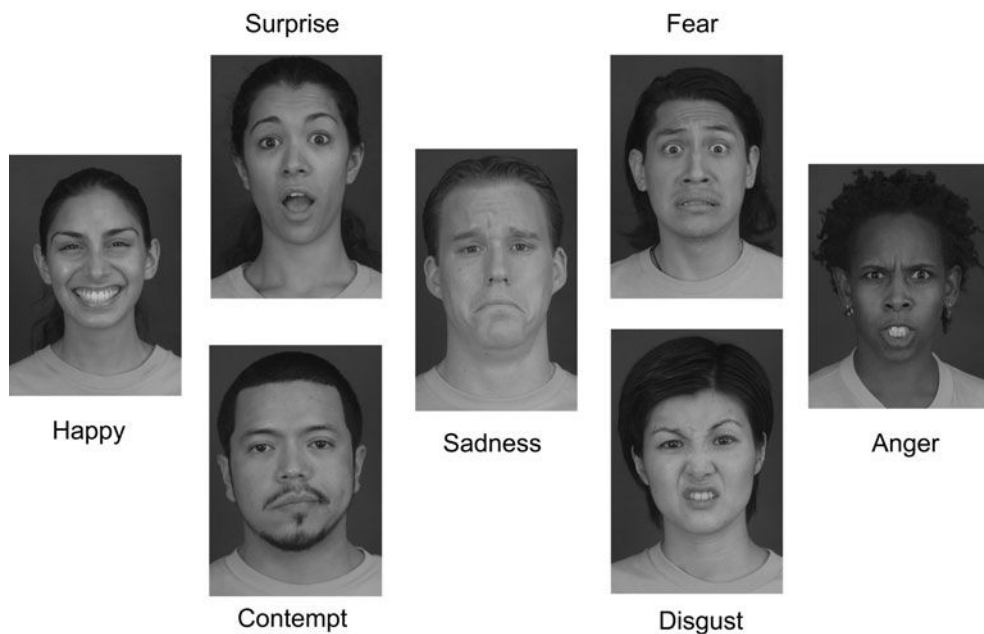 Surprise
Fear
Happy
Sadness
Anger
Contempt
Disgust